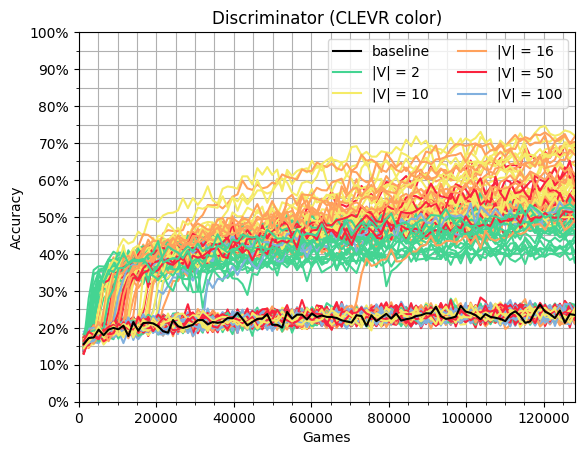 Discriminator (CLEVR color)
100%
90%
80%
70%
60%
50%
40%
30%
20%
10%
0%
Accuracy
baseline
|V| = 2
|V| = 10
|V| = 16
|V| = 50
|V| = 100
0
20000
40000
60000
80000
100000
120000
Games